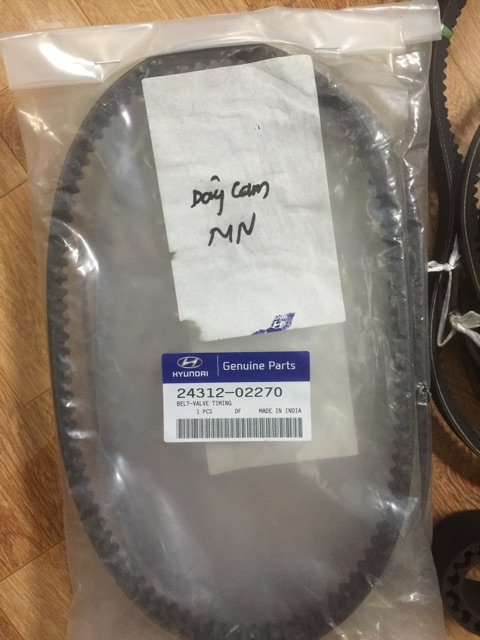 Dây Cam
MN
HYUNDAI
Genuine Parts
24312-02270
BELT-VALVE TIMING
1 PCS DF MADE IN INDIA